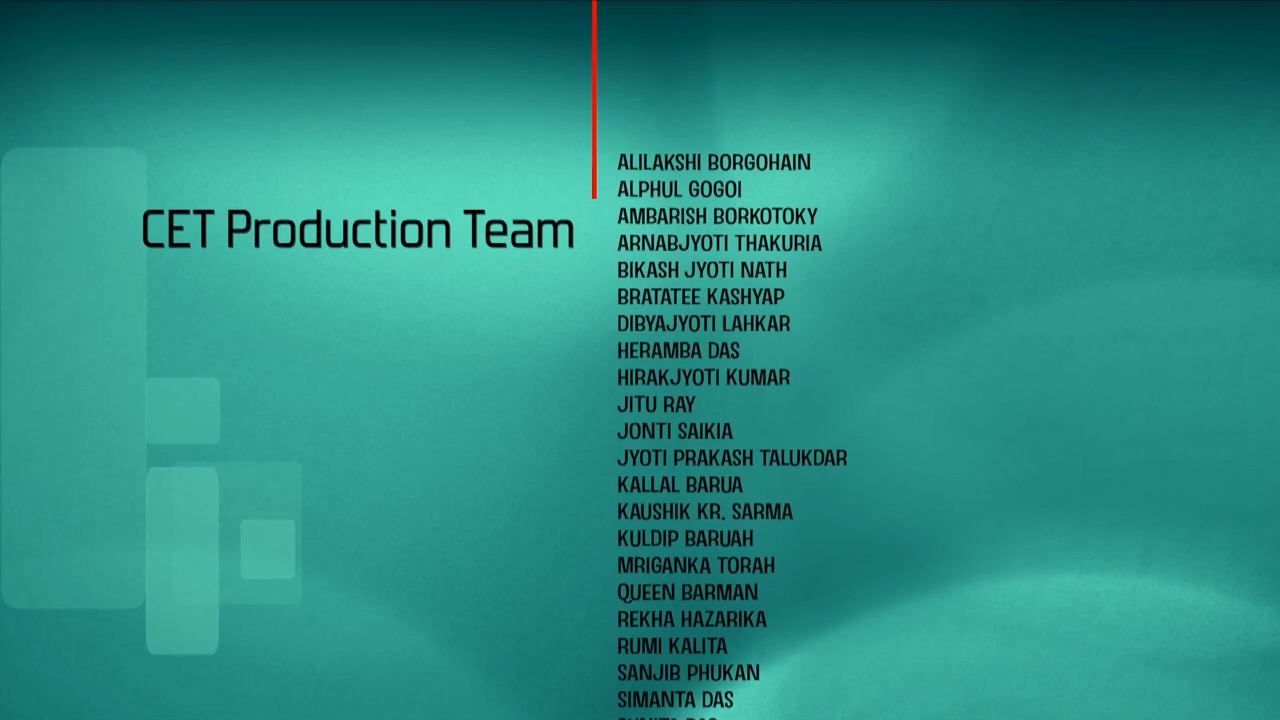 CET Production Team
ALILAKSHI BORGOHAIN
ALPHUL GOGOI
AMBARISH BORKOTOKY
ARNABJYOTI THAKURIA
BIKASH JYOTI NATH
BRATATEE KASHYAP
DIBYAJYOTI LAHKAR
HERAMBA DAS
HIRAKJYOTI KUMAR
JITU RAY
JONTI SAIKIA
JYOTI PRAKASH TALUKDAR
KALLAL BARUA
KAUSHIK KR. SARMA
KULDIP BARUAH
MRIGANKA TORAH
QUEEN BARMAN
REKHA HAZARIKA
RUMI KALITA
SANJIB PHUKAN
SIMANTA DAS